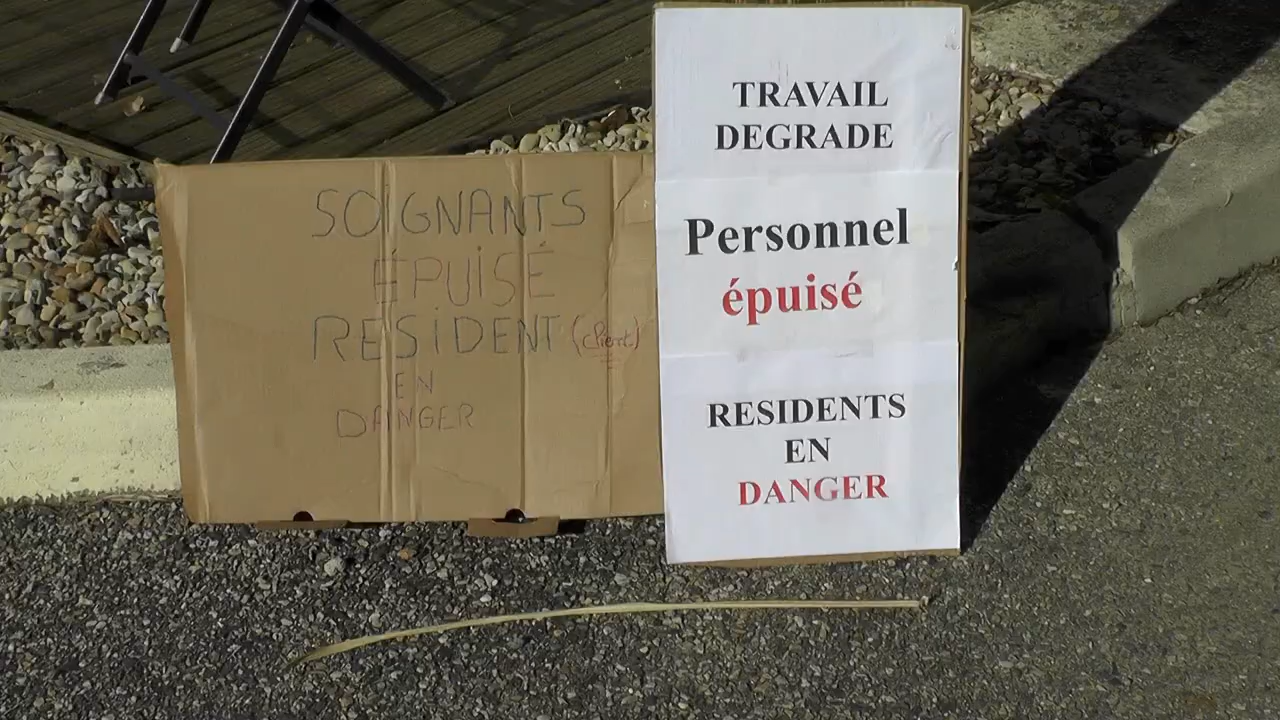 SOIGNANTS
ÉPUISÉ
RESIDENT (client)
EN
DANGER
TRAVAIL
DEGRADE
Personnel
épuisé
RESIDENTS
EN
DANGER